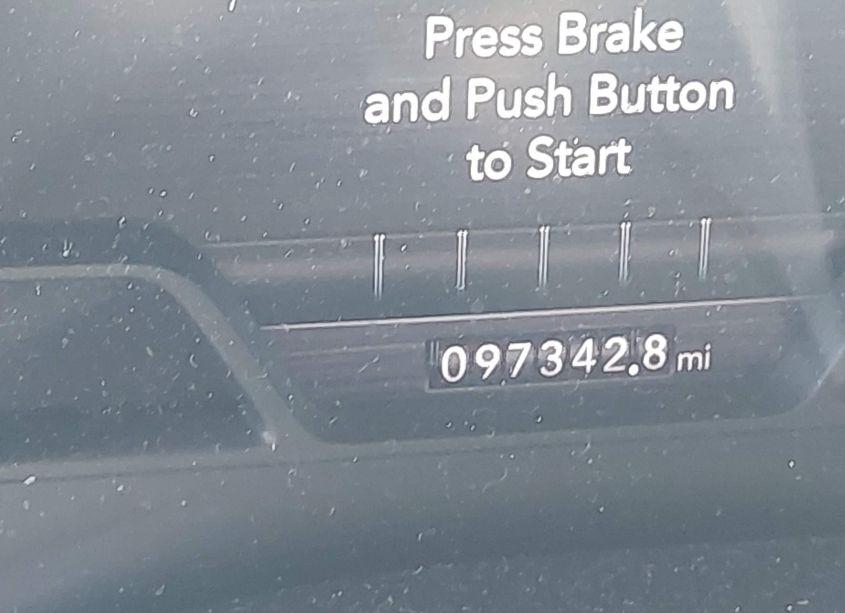 Press Brake
and Push Button
to Start
097342.8 mi